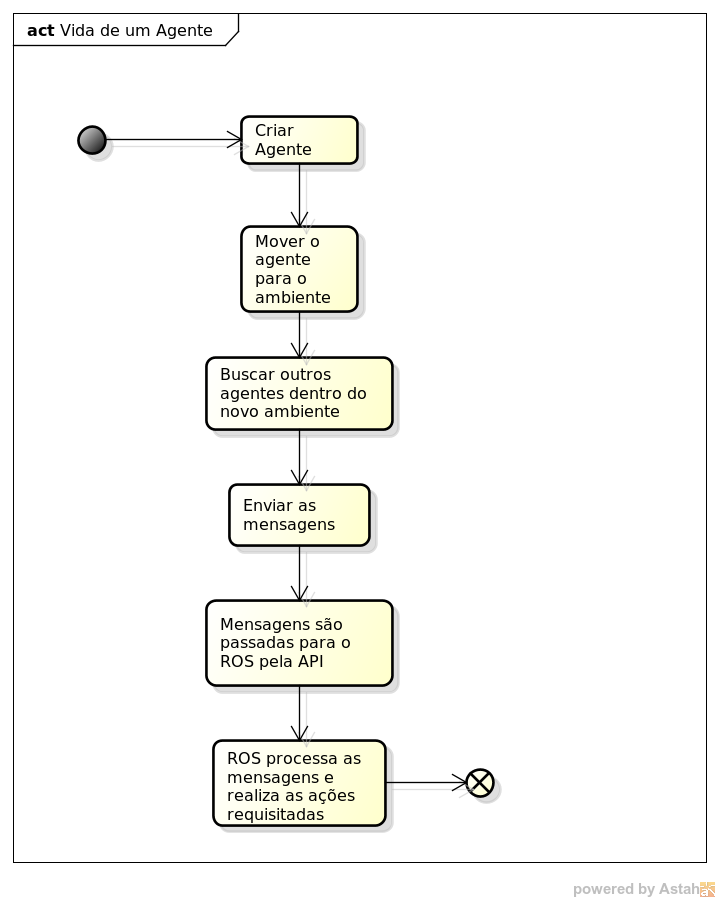 act Vida de um Agente
Criar
Agente
Mover o
agente
para o
ambiente
Buscar outros
agentes dentro do
novo ambiente
Enviar as
mensagens
Mensagens são
passadas para o
ROS pela API
ROS processa as
mensagens e
realiza as ações
requisitadas
powered by Astah